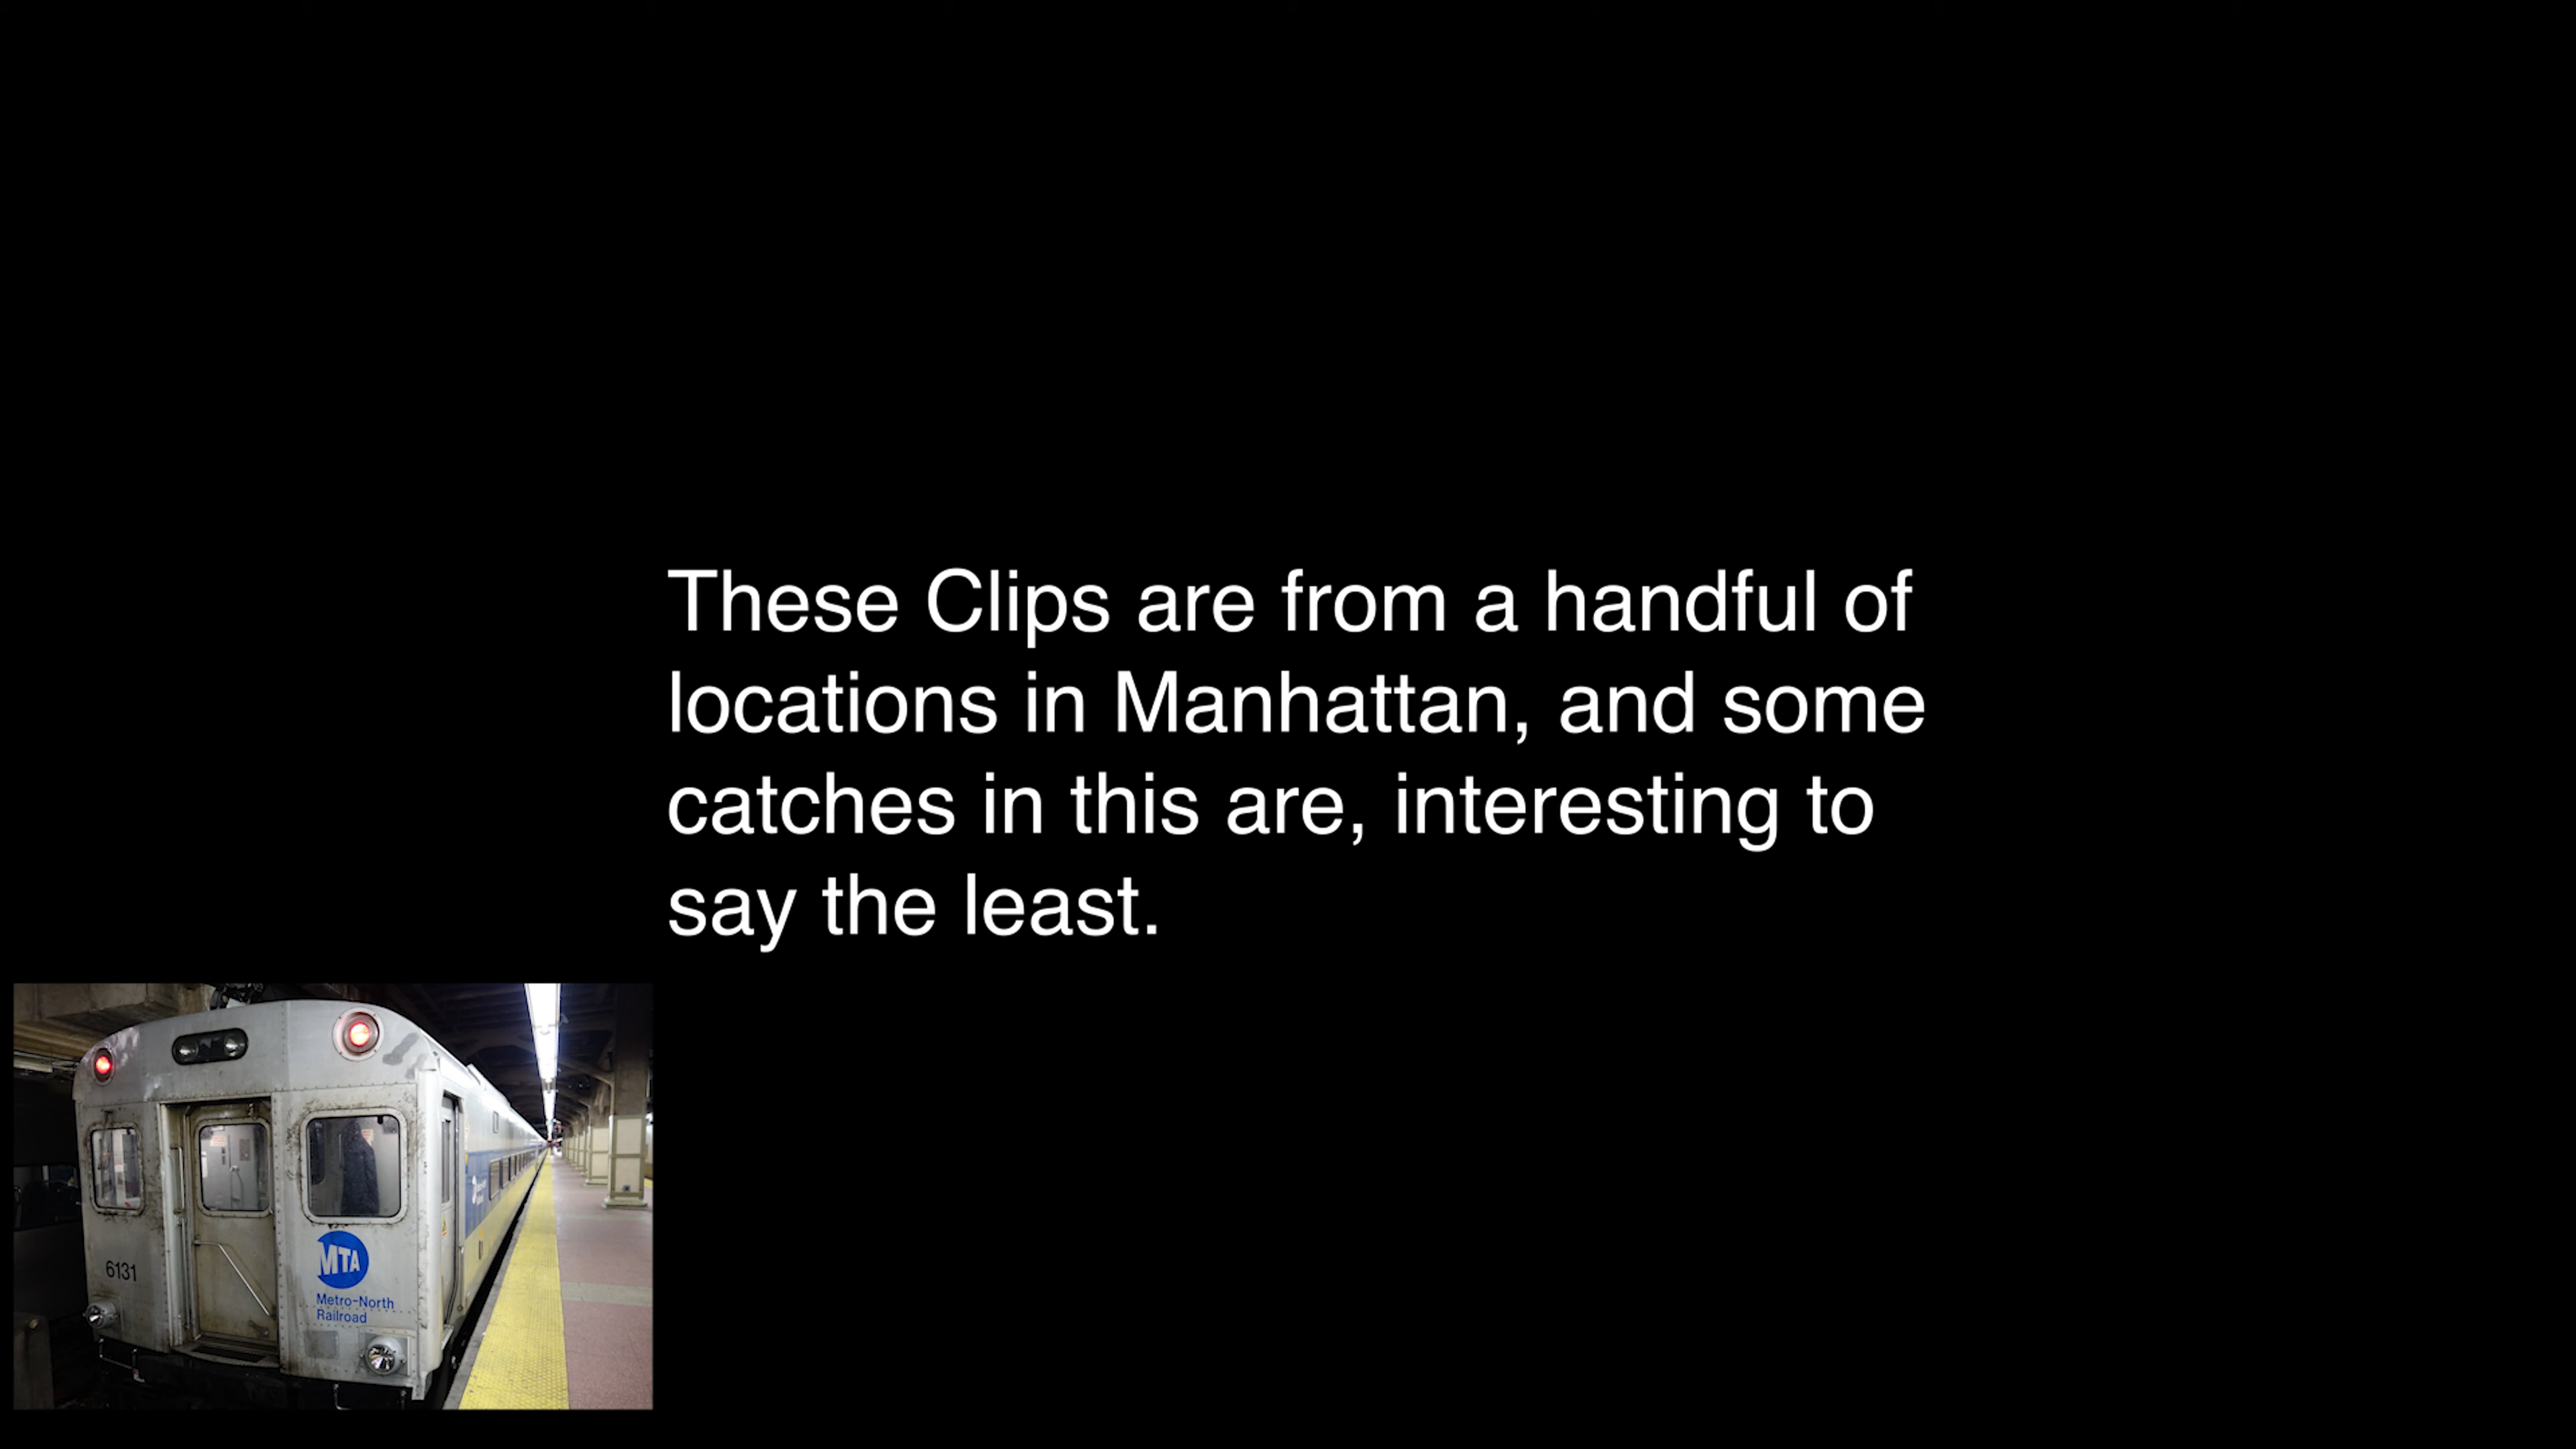 These Clips are from a handful of
locations in Manhattan, and some
catches in this are, interesting to
say the least.
6131
MTA
Metro-North
Railroad